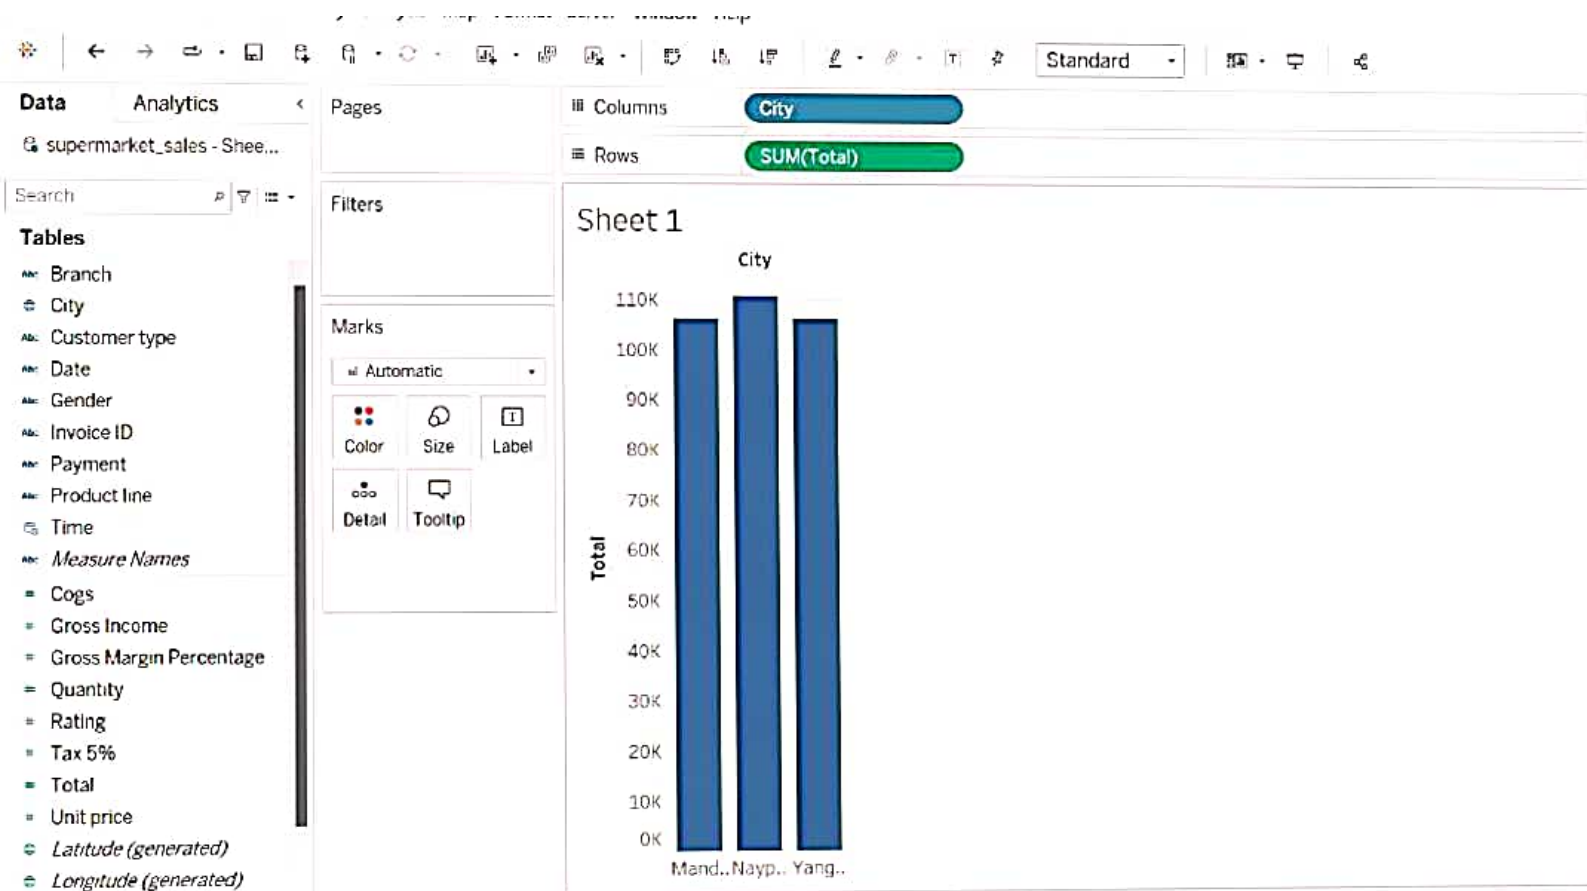 Help
Standard
Data Analytics
supermarket_sales - Shee...
Search
Tables
Branch
City
Customer type
Date
Gender
Invoice ID
Payment
Product line
Time
Measure Names
Cogs
Gross Income
Gross Margin Percentage
Quantity
Rating
Tax 5%
Total
Unit price
Latitude (generated)
Longitude (generated)
Pages
Filters
Marks
Automatic
Color Size Label
Detail Tooltip
Columns City
Rows SUM(Total)
Sheet 1
City
110K
100K
90K
80K
70K
60K
50K
40K
30K
20K
10K
0K
Total
Mand.. Nayp.. Yang..